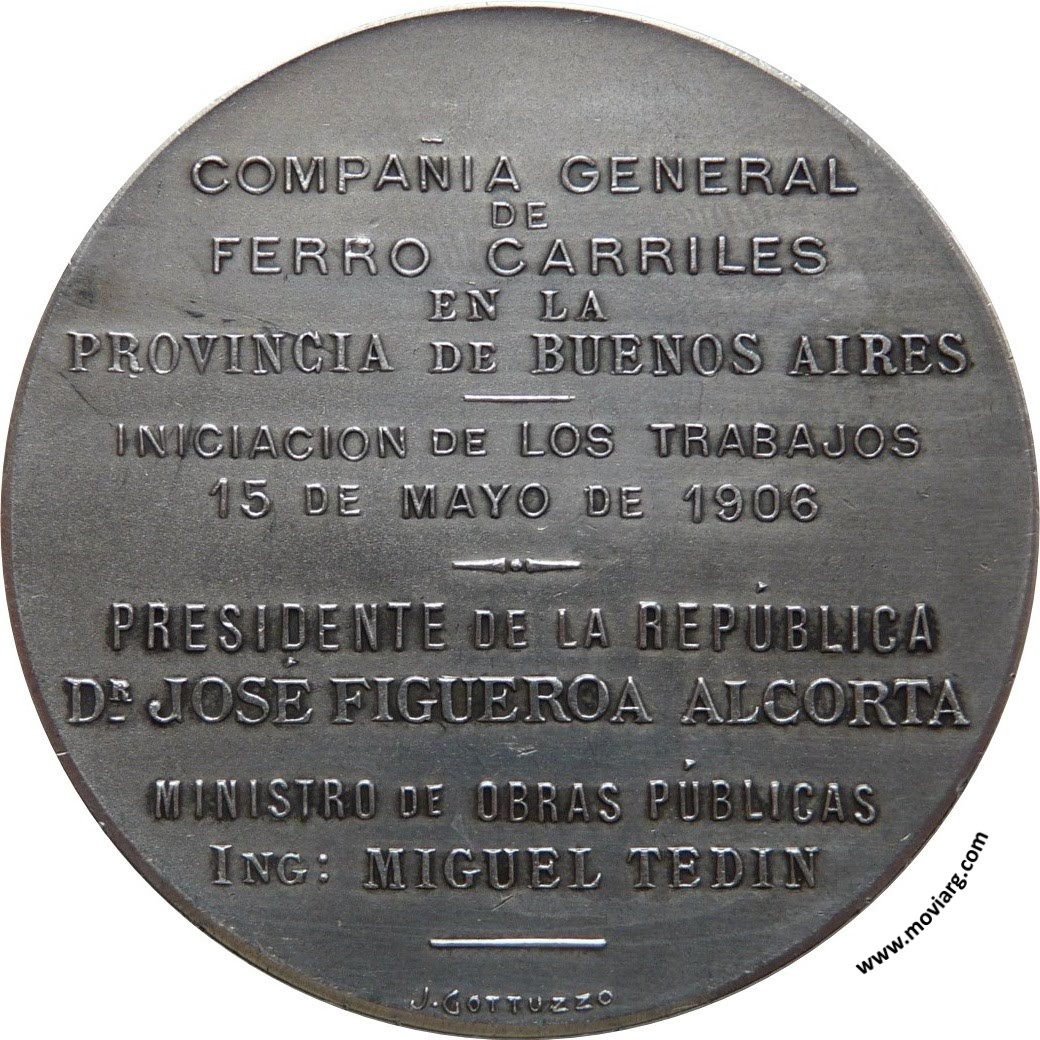 COMPAÑIA GENERAL
DE
FERRO CARRILES
EN LA
PROVINCIA DE BUENOS AIRES
INICIACION DE LOS TRABAJOS
15 DE MAYO DE 1906
PRESIDENTE DE LA REPÚBLICA
DR JOSÉ FIGUEROA ALCORTA
MINISTRO DE OBRAS PÚBLICAS
ING: MIGUEL TEDIN
J. GOTTUZZO
www.moviarg.com